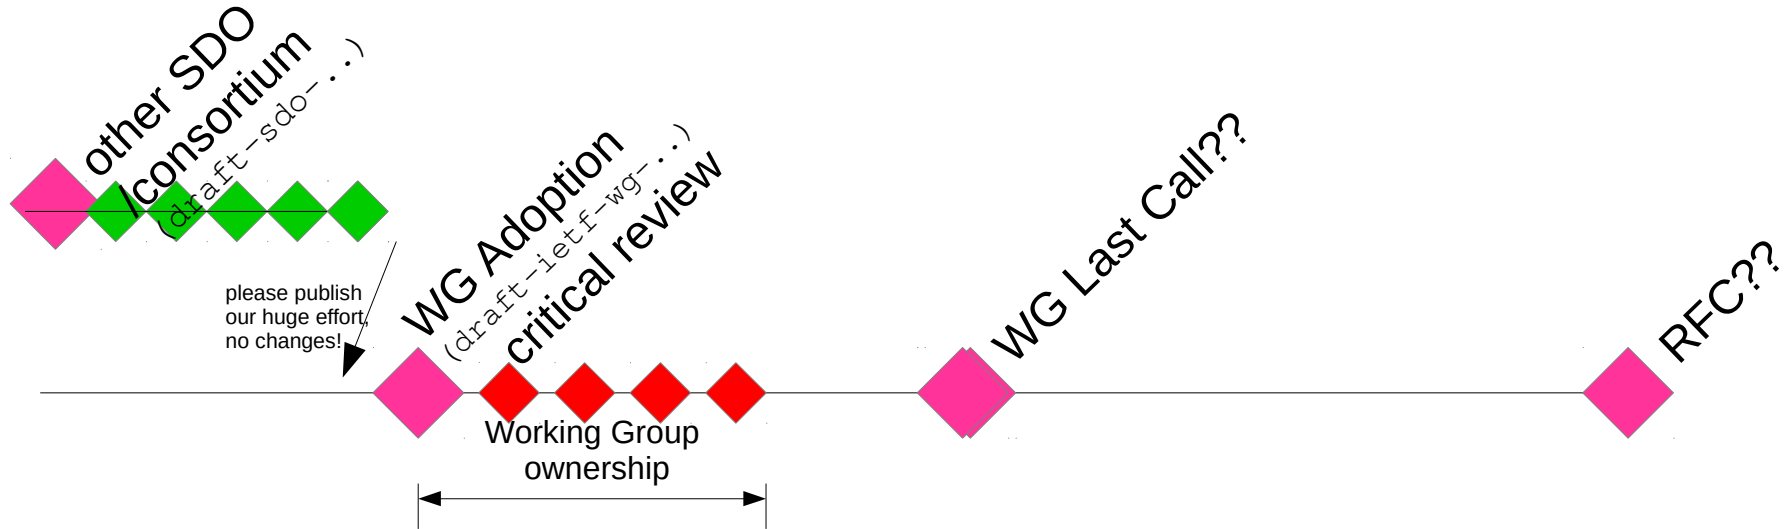 other SDO
/consortium
(draft-sdo-..)
please publish
our huge effort,
no changes!
WG Adoption
(draft-ietf-wg-..)
critical review
WG Last Call??
RFC??
Working Group
ownership